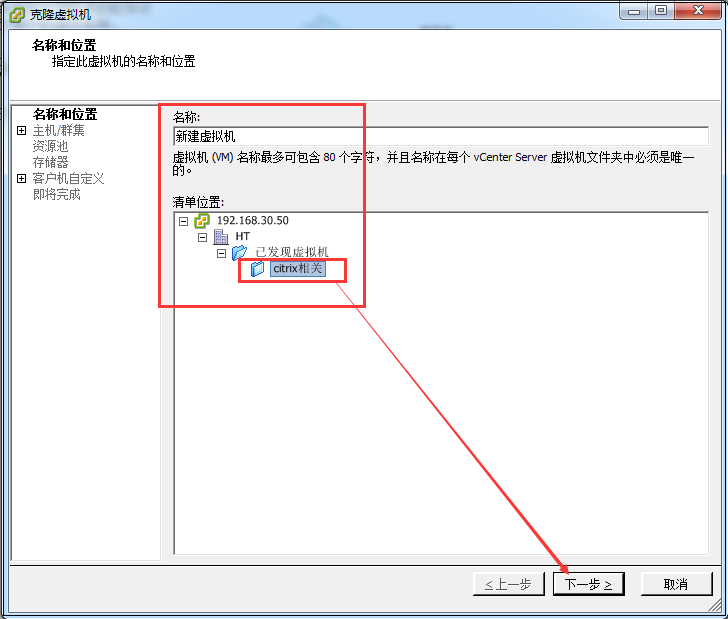 克隆虚拟机
名称和位置
指定此虚拟机的名称和位置
名称和位置
主机/群集
资源池
存储器
客户机自定义
即将完成
名称:
新建虚拟机
虚拟机 (VM) 名称最多可包含 80 个字符，并且名称在每个 vCenter Server 虚拟机文件夹中必须是唯一
的。
清单位置:
192.168.30.50
HT
已发现虚拟机
citrix相关
≤上一步
下一步 ≥
取消